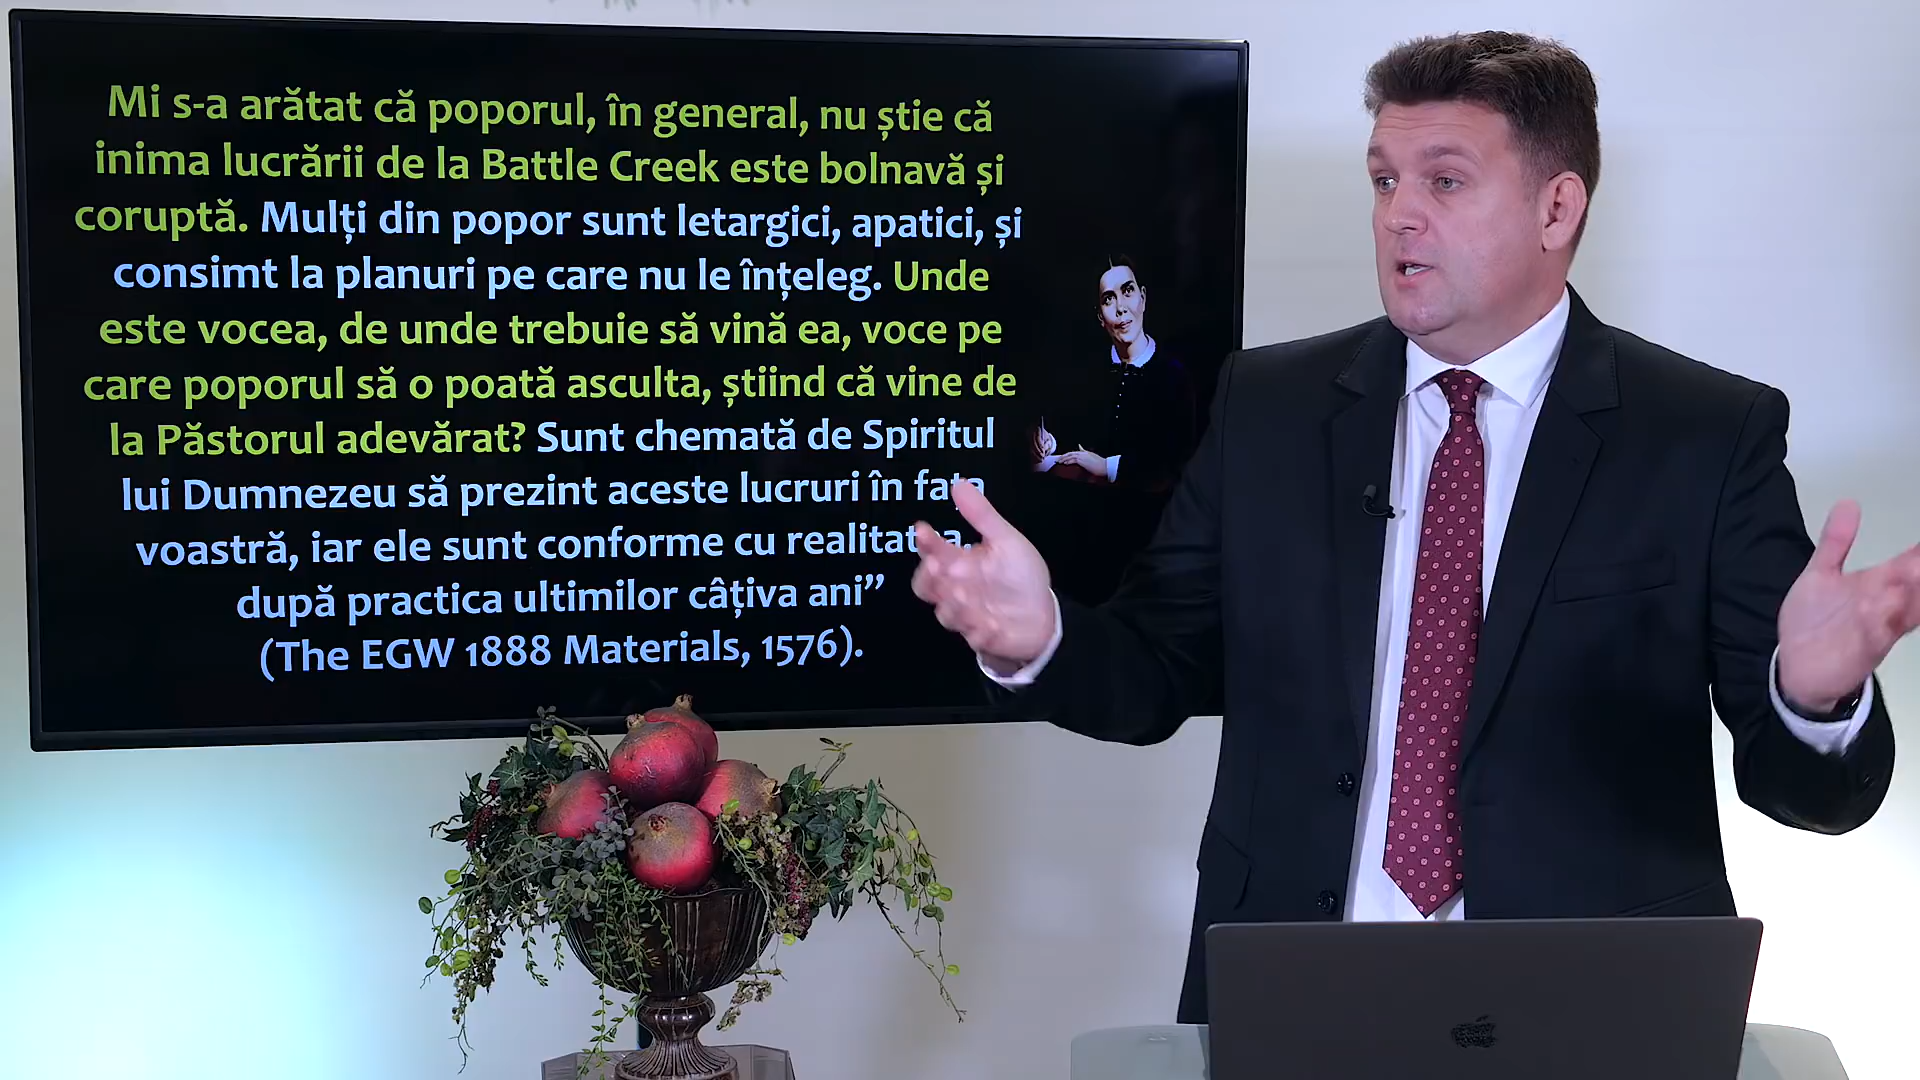 Mi s-a arătat că poporul, în general, nu știe că
inima lucrării de la Battle Creek este bolnavă și
coruptă. Mulți din popor sunt letargici, apatici, și
consimt la planuri pe care nu le înțeleg. Unde
este vocea, de unde trebuie să vină ea, voce pe
care poporul să o poată asculta, știind că vine de
la Păstorul adevărat? Sunt chemată de Spiritul
lui Dumnezeu să prezint aceste lucruri în fața
voastră, iar ele sunt conforme cu realitatea,
după practica ultimilor câțiva ani”
(The EGW 1888 Materials, 1576).